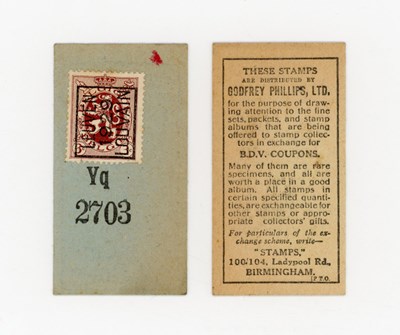 Yq
2703
THESE STAMPS
ARE DISTRIBUTED BY
GODFREY PHILLIPS, LTD.
for the purpose of draw-
ing attention to the fine
sets, packets, and stamp
albums that are being
offered to stamp collec-
tors in exchange for
B.D.V. COUPONS.
Many of them are rare
specimens, and all are
worth a place in a good
album. All stamps in
certain specified quanti-
ties, are exchangeable for
other stamps or appro-
priate collectors' gifts.
For particulars of the ex-
change scheme, write—
"STAMPS,"
100/104, Ladypool Rd.,
BIRMINGHAM.
P.T.O.